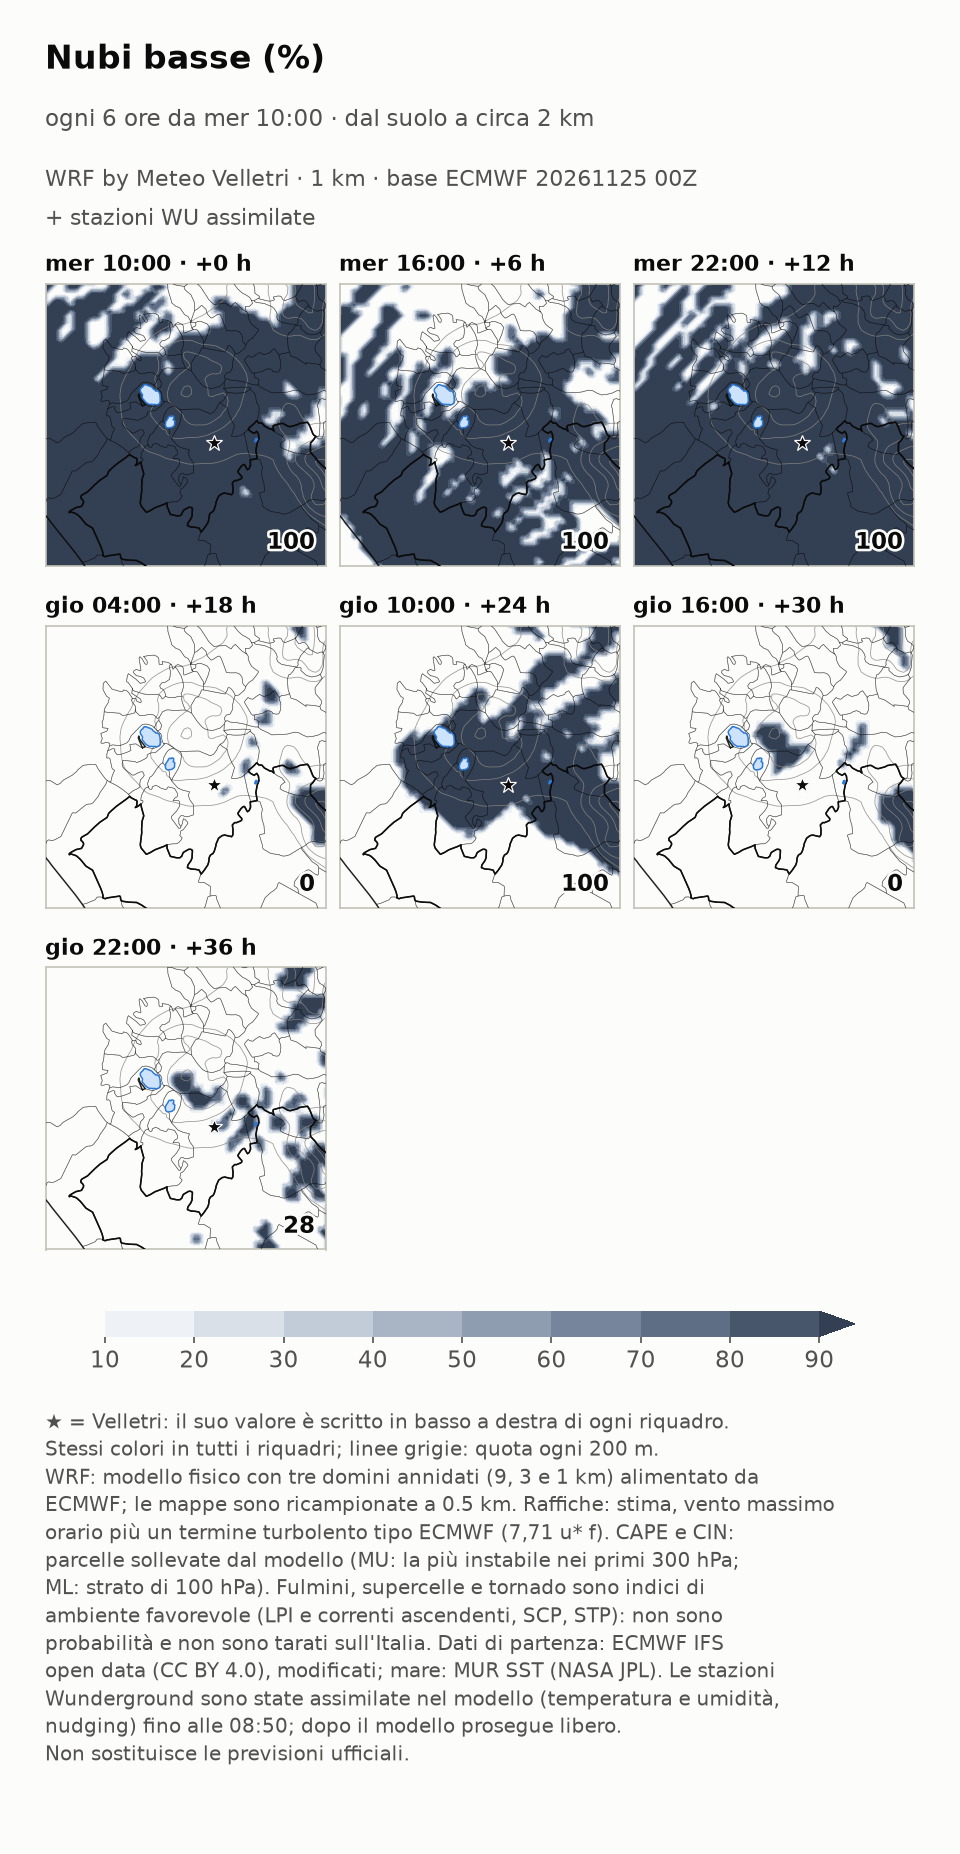 Nubi basse (%)
ogni 6 ore da mer 10:00 · dal suolo a circa 2 km
WRF by Meteo Velletri · 1 km · base ECMWF 20261125 00Z
+ stazioni WU assimilate
mer 10:00 · +0 h
mer 16:00 · +6 h
mer 22:00 · +12 h
100
100
100
gio 04:00 · +18 h
gio 10:00 · +24 h
gio 16:00 · +30 h
0
100
0
gio 22:00 · +36 h
28
10 20 30 40 50 60 70 80 90
★ = Velletri: il suo valore è scritto in basso a destra di ogni riquadro.
Stessi colori in tutti i riquadri; linee grigie: quota ogni 200 m.
WRF: modello fisico con tre domini annidati (9, 3 e 1 km) alimentato da
ECMWF; le mappe sono ricampionate a 0.5 km. Raffiche: stima, vento massimo
orario più un termine turbolento tipo ECMWF (7,71 u* f). CAPE e CIN:
parcelle sollevate dal modello (MU: la più instabile nei primi 300 hPa;
ML: strato di 100 hPa). Fulmini, supercelle e tornado sono indici di
ambiente favorevole (LPI e correnti ascendenti, SCP, STP): non sono
probabilità e non sono tarati sull'Italia. Dati di partenza: ECMWF IFS
open data (CC BY 4.0), modificati; mare: MUR SST (NASA JPL). Le stazioni
Wunderground sono state assimilate nel modello (temperatura e umidità,
nudging) fino alle 08:50; dopo il modello prosegue libero.
Non sostituisce le previsioni ufficiali.